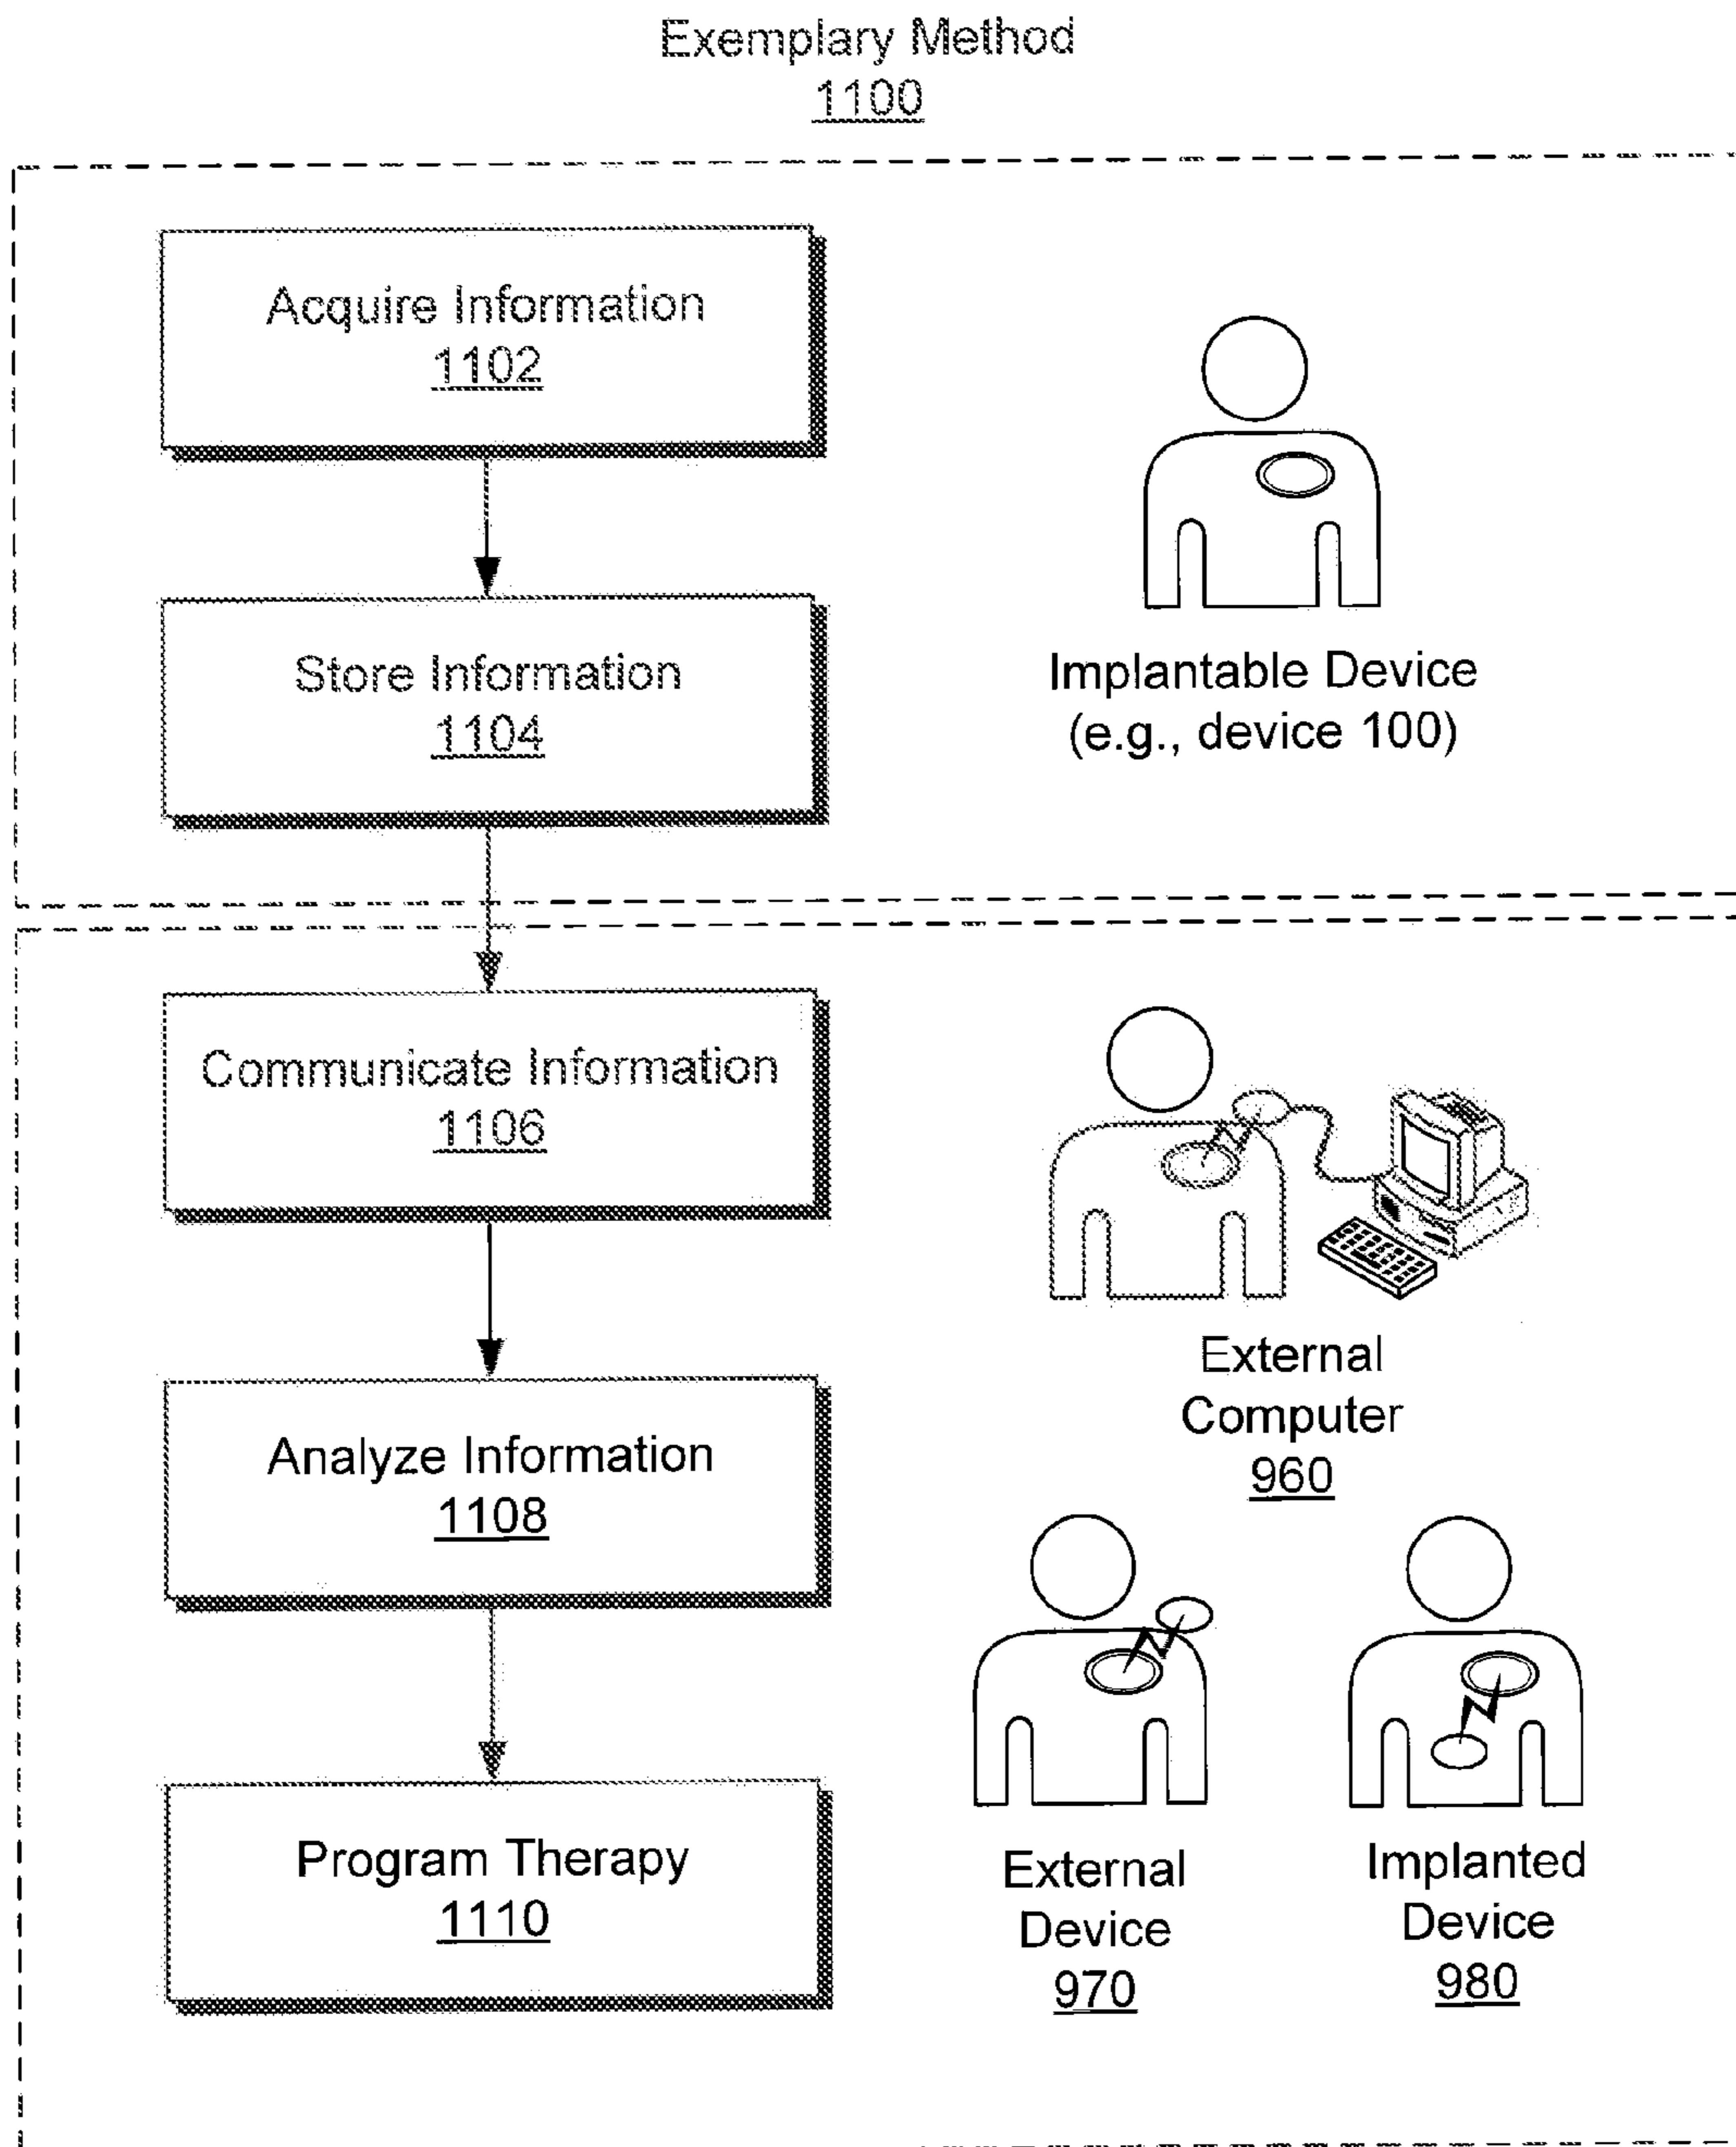 Exemplary Method
1100
Acquire Information
1102
Store Information
1104
Implantable Device
(e.g., device 100)
Communicate Information
1106
External
Computer
960
Analyze Information
1108
Program Therapy
1110
External
Device
970
Implanted
Device
980